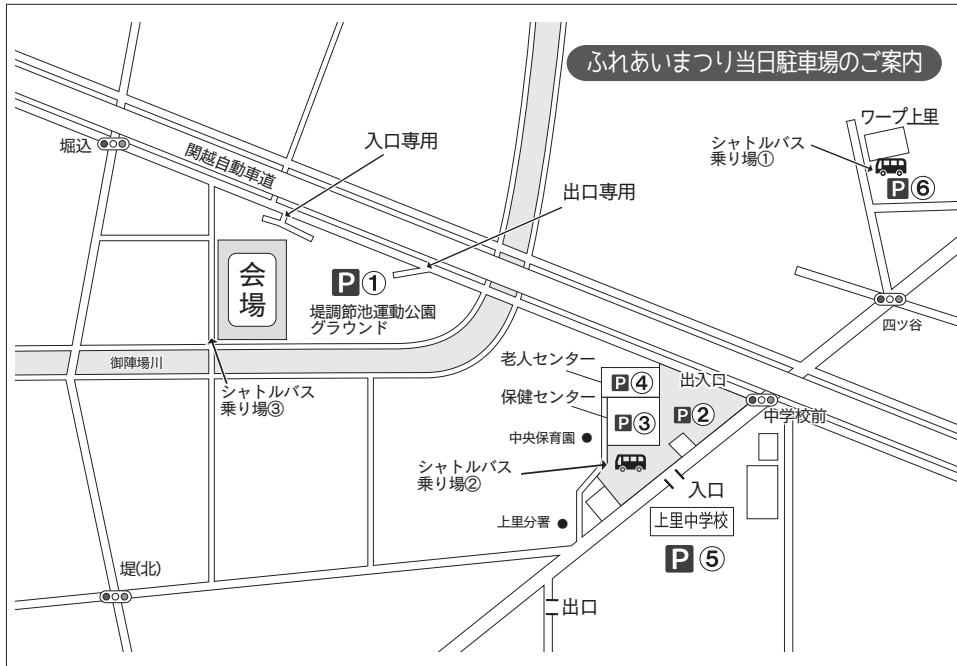 ふれあいまつり当日駐車場のご案内
ワープ上里
シャトルバス
乗り場①
P⑥
堀込
関越自動車道
入口専用
出口専用
会場
P①
堤調節池運動公園
グラウンド
四ツ谷
御陣場川
シャトルバス
乗り場③
老人センター
P④
出入口
保健センター
P③
P②
中学校前
中央保育園
シャトルバス
乗り場②
入口
上里分署
上里中学校
P⑤
堤(北)
出口